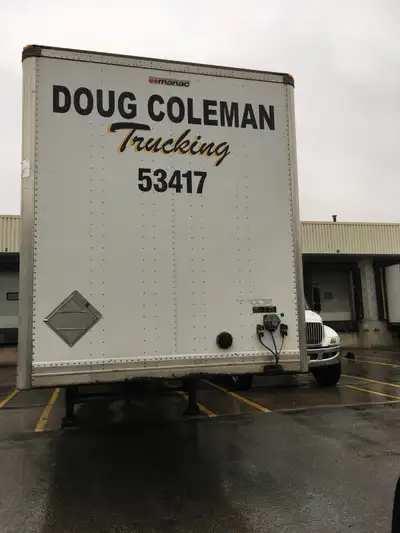 manac
DOUG COLEMAN
Trucking
53417